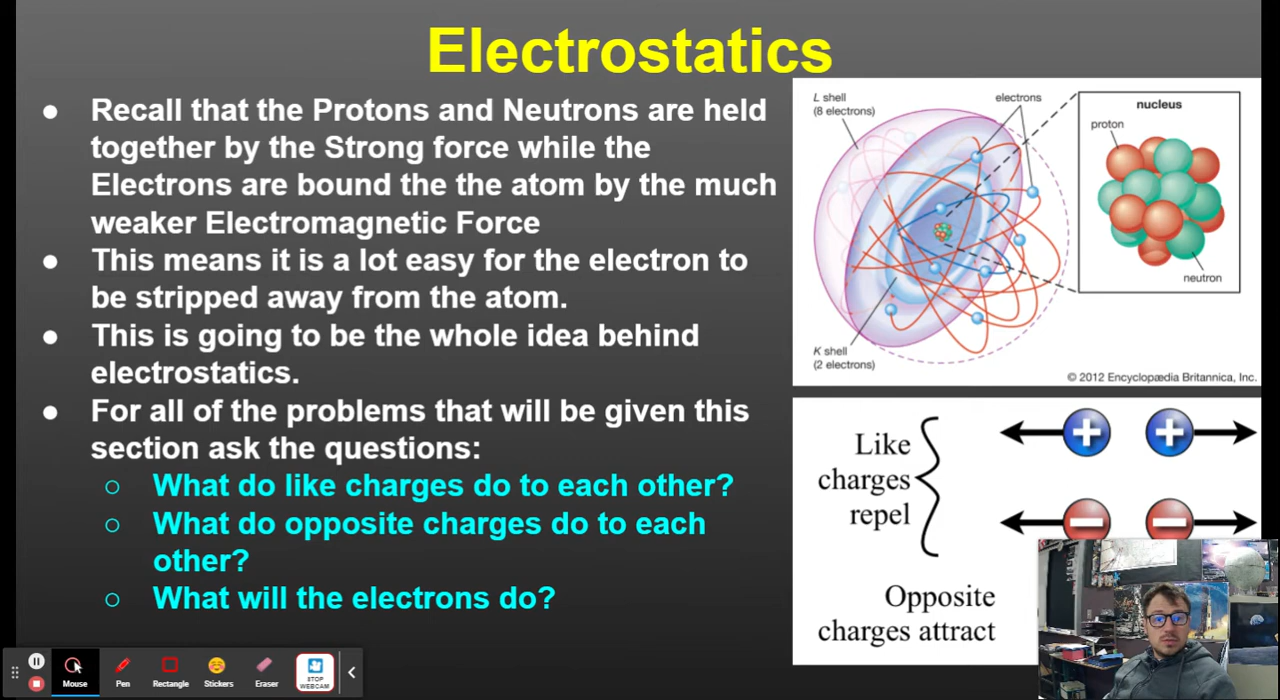 Electrostatics
● Recall that the Protons and Neutrons are held
together by the Strong force while the
Electrons are bound the the atom by the much
weaker Electromagnetic Force
● This means it is a lot easy for the electron to
be stripped away from the atom.
● This is going to be the whole idea behind
electrostatics.
● For all of the problems that will be given this
section ask the questions:
○ What do like charges do to each other?
○ What do opposite charges do to each
other?
○ What will the electrons do?
L shell
(8 electrons)
electrons
nucleus
proton
neutron
K shell
(2 electrons)
© 2012 Encyclopædia Britannica, Inc.
Like
charges
repel
+ +
− −
Opposite
charges attract
Mouse
Pen
Rectangle
Stickers
Eraser
STOP
WEBCAM